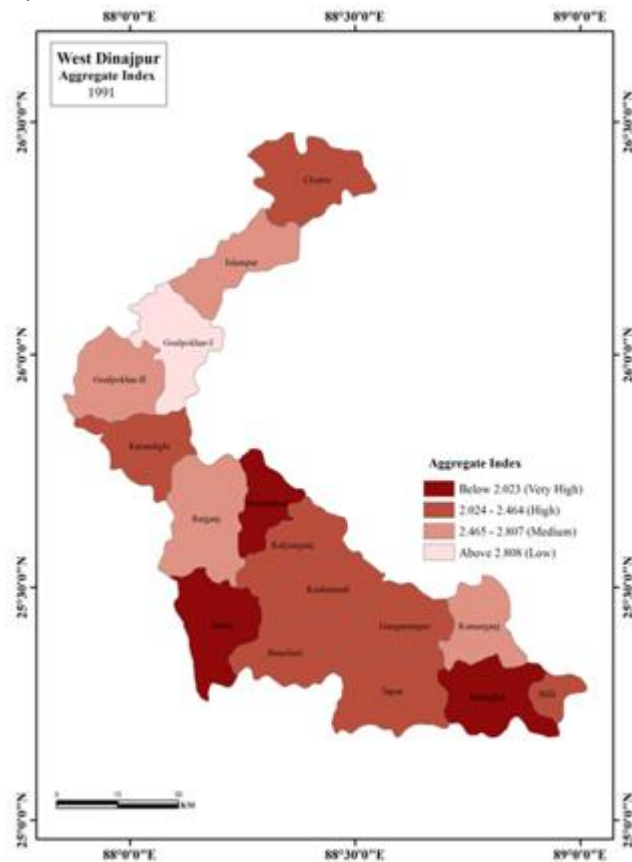 88°0'0"E 88°30'0"E 89°0'0"E
West Dinajpur
Aggregate Index
1991
26°30'0"N 26°30'0"N
Chopra
Islampur
Goalpokhar-I
26°0'0"N 26°0'0"N
Goalpokhar-II
Karandighi
Aggregate Index
Below 2.023 (Very High)
2.024 - 2.464 (High)
2.465 - 2.807 (Medium)
Above 2.808 (Low)
Raiganj
Kaliyaganj
25°30'0"N 25°30'0"N
Kushmandi
Gangarampur
Kumarganj
Itahar
Banshihari
Tapan
Balurghat
Hilli
KM
25°0'0"N 25°0'0"N
88°0'0"E 88°30'0"E 89°0'0"E